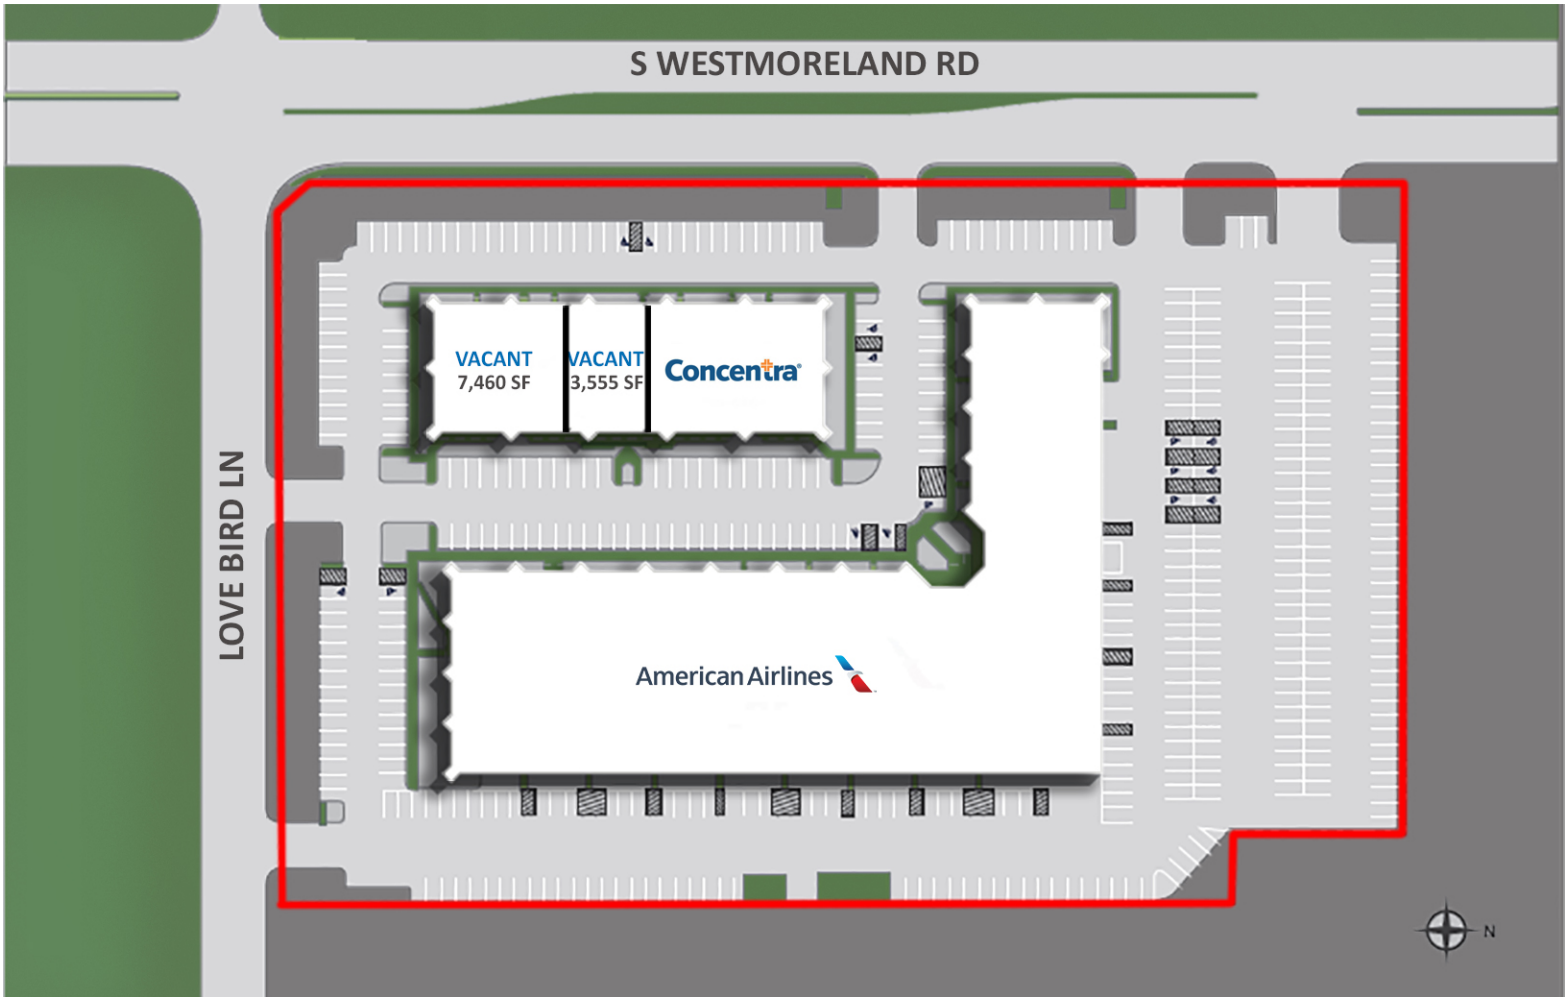 S WESTMORELAND RD
VACANT
7,460 SF
VACANT
3,555 SF
Concentra®
LOVE BIRD LN
American Airlines
N